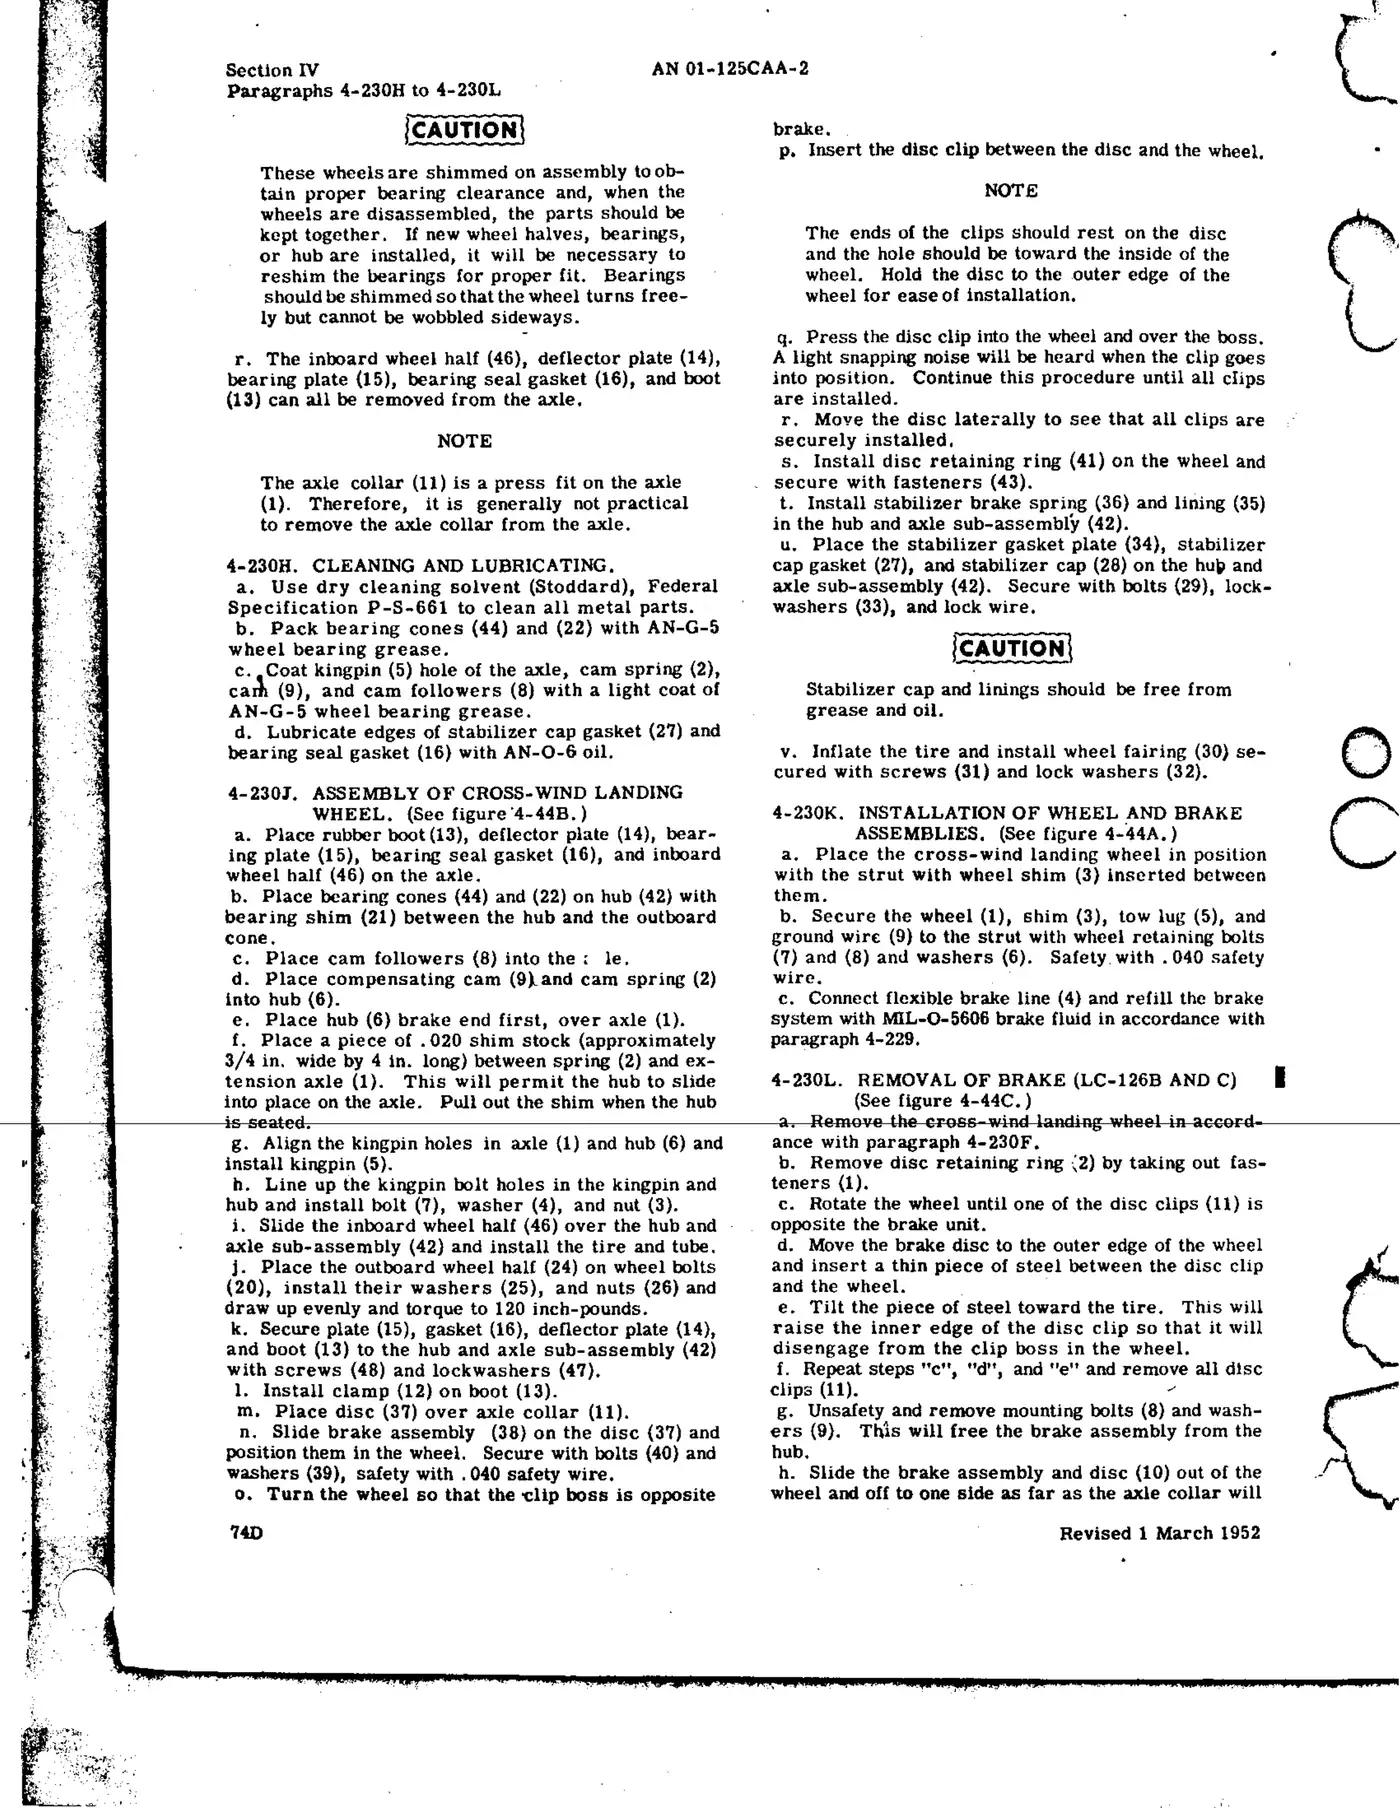 Section IV
AN 01-125CAA-2
Paragraphs 4-230H to 4-230L
CAUTION
These wheels are shimmed on assembly to ob-
tain proper bearing clearance and, when the
wheels are disassembled, the parts should be
kept together. If new wheel halves, bearings,
or hub are installed, it will be necessary to
reshim the bearings for proper fit. Bearings
should be shimmed so that the wheel turns free-
ly but cannot be wobbled sideways.
r. The inboard wheel half (46), deflector plate (14),
bearing plate (15), bearing seal gasket (16), and boot
(13) can all be removed from the axle.
NOTE
The axle collar (11) is a press fit on the axle
(1). Therefore, it is generally not practical
to remove the axle collar from the axle.
4-230H. CLEANING AND LUBRICATING.
a. Use dry cleaning solvent (Stoddard), Federal
Specification P-S-661 to clean all metal parts.
b. Pack bearing cones (44) and (22) with AN-G-5
wheel bearing grease.
c. Coat kingpin (5) hole of the axle, cam spring (2),
cam (9), and cam followers (8) with a light coat of
AN-G-5 wheel bearing grease.
d. Lubricate edges of stabilizer cap gasket (27) and
bearing seal gasket (16) with AN-O-6 oil.
4-230J. ASSEMBLY OF CROSS-WIND LANDING
WHEEL. (See figure 4-44B.)
a. Place rubber boot (13), deflector plate (14), bear-
ing plate (15), bearing seal gasket (16), and inboard
wheel half (46) on the axle.
b. Place bearing cones (44) and (22) on hub (42) with
bearing shim (21) between the hub and the outboard
cone.
c. Place cam followers (8) into the le.
d. Place compensating cam (9) and cam spring (2)
into hub (6).
e. Place hub (6) brake end first, over axle (1).
f. Place a piece of .020 shim stock (approximately
3/4 in. wide by 4 in. long) between spring (2) and ex-
tension axle (1). This will permit the hub to slide
into place on the axle. Pull out the shim when the hub
is seated.
g. Align the kingpin holes in axle (1) and hub (6) and
install kingpin (5).
h. Line up the kingpin bolt holes in the kingpin and
hub and install bolt (7), washer (4), and nut (3).
i. Slide the inboard wheel half (46) over the hub and
axle sub-assembly (42) and install the tire and tube.
j. Place the outboard wheel half (24) on wheel bolts
(20), install their washers (25), and nuts (26) and
draw up evenly and torque to 120 inch-pounds.
k. Secure plate (15), gasket (16), deflector plate (14),
and boot (13) to the hub and axle sub-assembly (42)
with screws (48) and lockwashers (47).
l. Install clamp (12) on boot (13).
m. Place disc (37) over axle collar (11).
n. Slide brake assembly (38) on the disc (37) and
position them in the wheel. Secure with bolts (40) and
washers (39), safety with .040 safety wire.
o. Turn the wheel so that the clip boss is opposite
brake.
p. Insert the disc clip between the disc and the wheel.
NOTE
The ends of the clips should rest on the disc
and the hole should be toward the inside of the
wheel. Hold the disc to the outer edge of the
wheel for ease of installation.
q. Press the disc clip into the wheel and over the boss.
A light snapping noise will be heard when the clip goes
into position. Continue this procedure until all clips
are installed.
r. Move the disc laterally to see that all clips are
securely installed.
s. Install disc retaining ring (41) on the wheel and
secure with fasteners (43).
t. Install stabilizer brake spring (36) and lining (35)
in the hub and axle sub-assembly (42).
u. Place the stabilizer gasket plate (34), stabilizer
cap gasket (27), and stabilizer cap (28) on the hub and
axle sub-assembly (42). Secure with bolts (29), lock-
washers (33), and lock wire.
CAUTION
Stabilizer cap and linings should be free from
grease and oil.
v. Inflate the tire and install wheel fairing (30) se-
cured with screws (31) and lock washers (32).
4-230K. INSTALLATION OF WHEEL AND BRAKE
ASSEMBLIES. (See figure 4-44A.)
a. Place the cross-wind landing wheel in position
with the strut with wheel shim (3) inserted between
them.
b. Secure the wheel (1), shim (3), tow lug (5), and
ground wire (9) to the strut with wheel retaining bolts
(7) and (8) and washers (6). Safety with .040 safety
wire.
c. Connect flexible brake line (4) and refill the brake
system with MIL-O-5606 brake fluid in accordance with
paragraph 4-229.
4-230L. REMOVAL OF BRAKE (LC-126B AND C)
(See figure 4-44C.)
a. Remove the cross-wind landing wheel in accord-
ance with paragraph 4-230F.
b. Remove disc retaining ring (2) by taking out fas-
teners (1).
c. Rotate the wheel until one of the disc clips (11) is
opposite the brake unit.
d. Move the brake disc to the outer edge of the wheel
and insert a thin piece of steel between the disc clip
and the wheel.
e. Tilt the piece of steel toward the tire. This will
raise the inner edge of the disc clip so that it will
disengage from the clip boss in the wheel.
f. Repeat steps "c", "d", and "e" and remove all disc
clips (11).
g. Unsafety and remove mounting bolts (8) and wash-
ers (9). This will free the brake assembly from the
hub.
h. Slide the brake assembly and disc (10) out of the
wheel and off to one side as far as the axle collar will
74D
Revised 1 March 1952